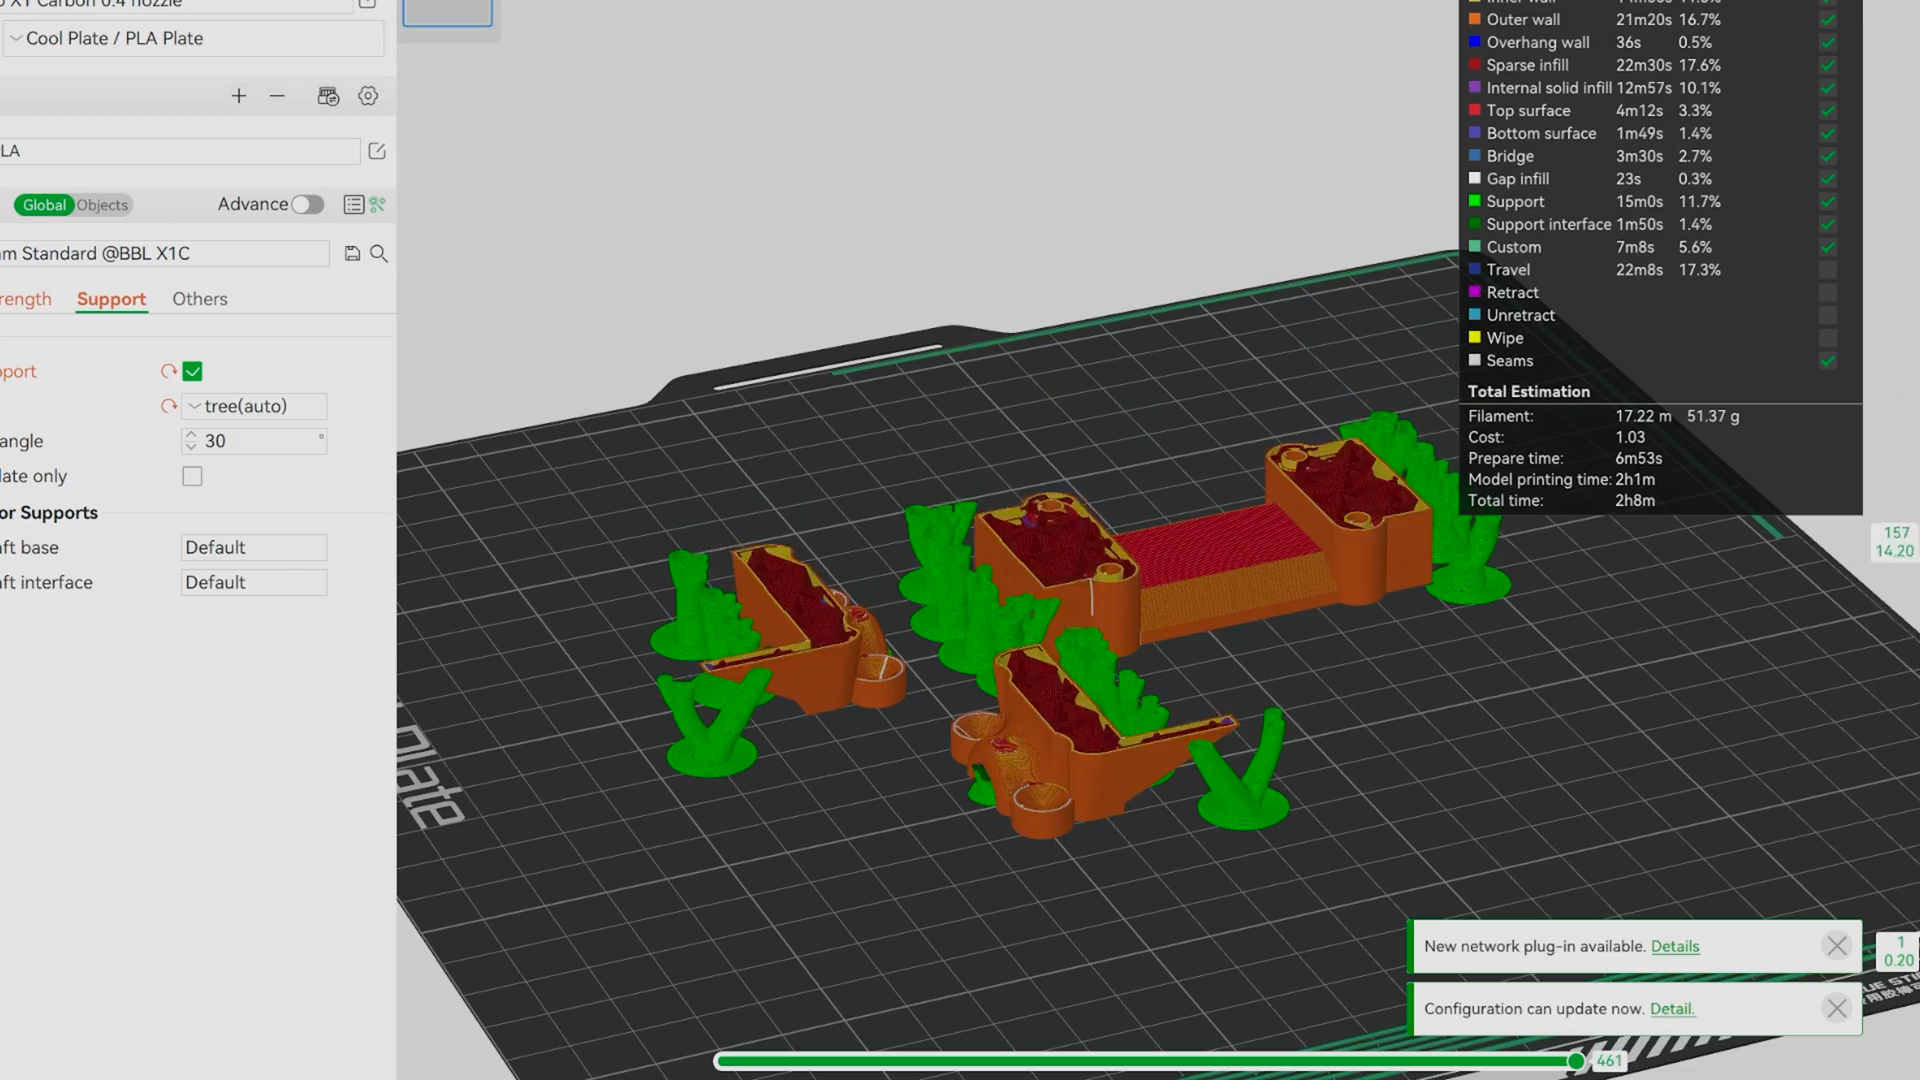 X1 Carbon 0.4 nozzle
Cool Plate / PLA Plate
LA
Global Objects
Advance
m Standard @BBL X1C
rength Support Others
port
tree(auto)
angle
30 °
late only
or Supports
aft base
Default
aft interface
Default
Inner wall
Outer wall 21m20s 16.7%
Overhang wall 36s 0.5%
Sparse infill 22m30s 17.6%
Internal solid infill 12m57s 10.1%
Top surface 4m12s 3.3%
Bottom surface 1m49s 1.4%
Bridge 3m30s 2.7%
Gap infill 23s 0.3%
Support 15m0s 11.7%
Support interface 1m50s 1.4%
Custom 7m8s 5.6%
Travel 22m8s 17.3%
Retract
Unretract
Wipe
Seams
Total Estimation
Filament: 17.22 m 51.37 g
Cost: 1.03
Prepare time: 6m53s
Model printing time: 2h1m
Total time: 2h8m
157
14.20
Plate
New network plug-in available. Details
1
0.20
Configuration can update now. Detail.
461